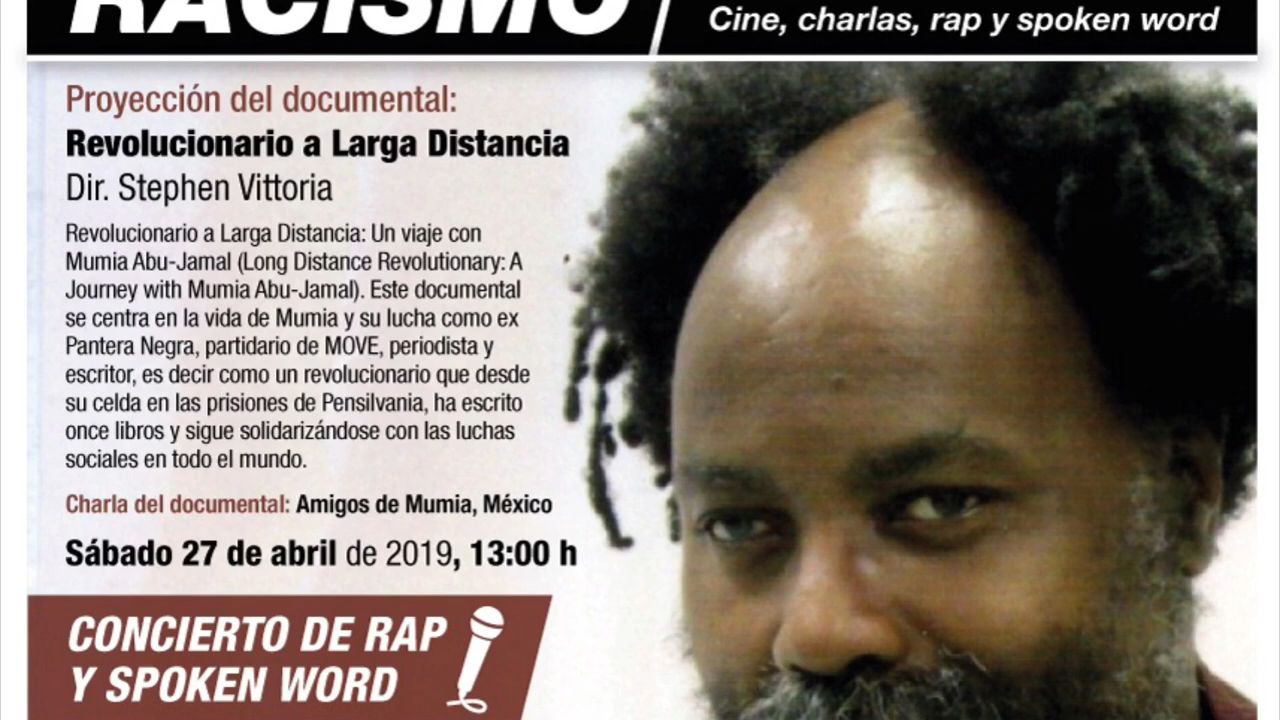 RACISMO
Cine, charlas, rap y spoken word
Proyección del documental:
Revolucionario a Larga Distancia
Dir. Stephen Vittoria
Revolucionario a Larga Distancia: Un viaje con
Mumia Abu-Jamal (Long Distance Revolutionary: A
Journey with Mumia Abu-Jamal). Este documental
se centra en la vida de Mumia y su lucha como ex
Pantera Negra, partidario de MOVE, periodista y
escritor, es decir como un revolucionario que desde
su celda en las prisiones de Pensilvania, ha escrito
once libros y sigue solidarizándose con las luchas
sociales en todo el mundo.
Charla del documental: Amigos de Mumia, México
Sábado 27 de abril de 2019, 13:00 h
CONCIERTO DE RAP
Y SPOKEN WORD